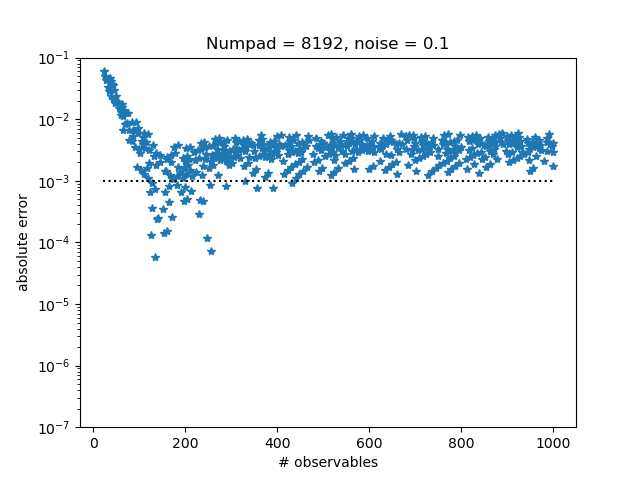 Numpad = 8192, noise = 0.1
absolute error
10⁻¹
10⁻²
10⁻³
10⁻⁴
10⁻⁵
10⁻⁶
10⁻⁷
0 200 400 600 800 1000
# observables